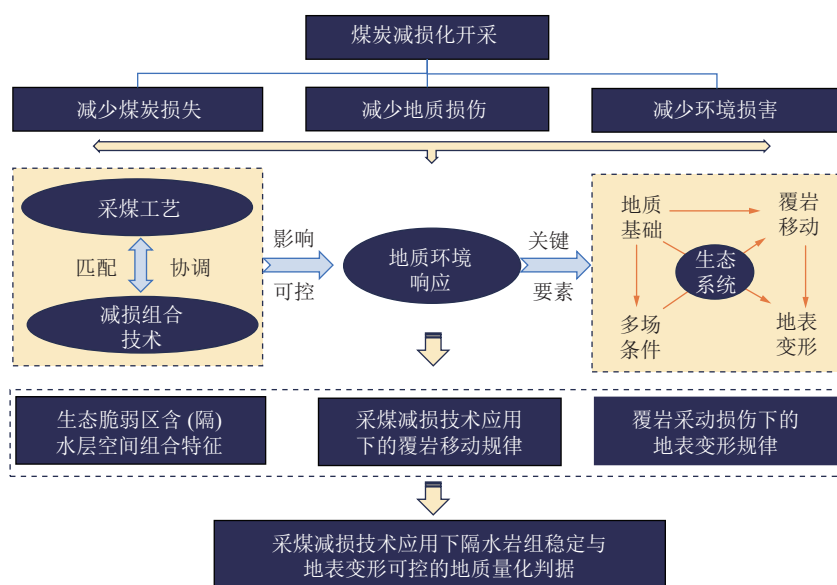 煤炭减损化开采
减少煤炭损失
减少地质损伤
减少环境损害
采煤工艺
匹配
协调
减损组合
技术
影响
可控
地质环境
响应
关键
要素
地质
基础
覆岩
移动
生态
系统
多场
条件
地表
变形
生态脆弱区含 (隔)
水层空间组合特征
采煤减损技术应用
下的覆岩移动规律
覆岩采动损伤下的
地表变形规律
采煤减损技术应用下隔水岩组稳定与
地表变形可控的地质量化判据